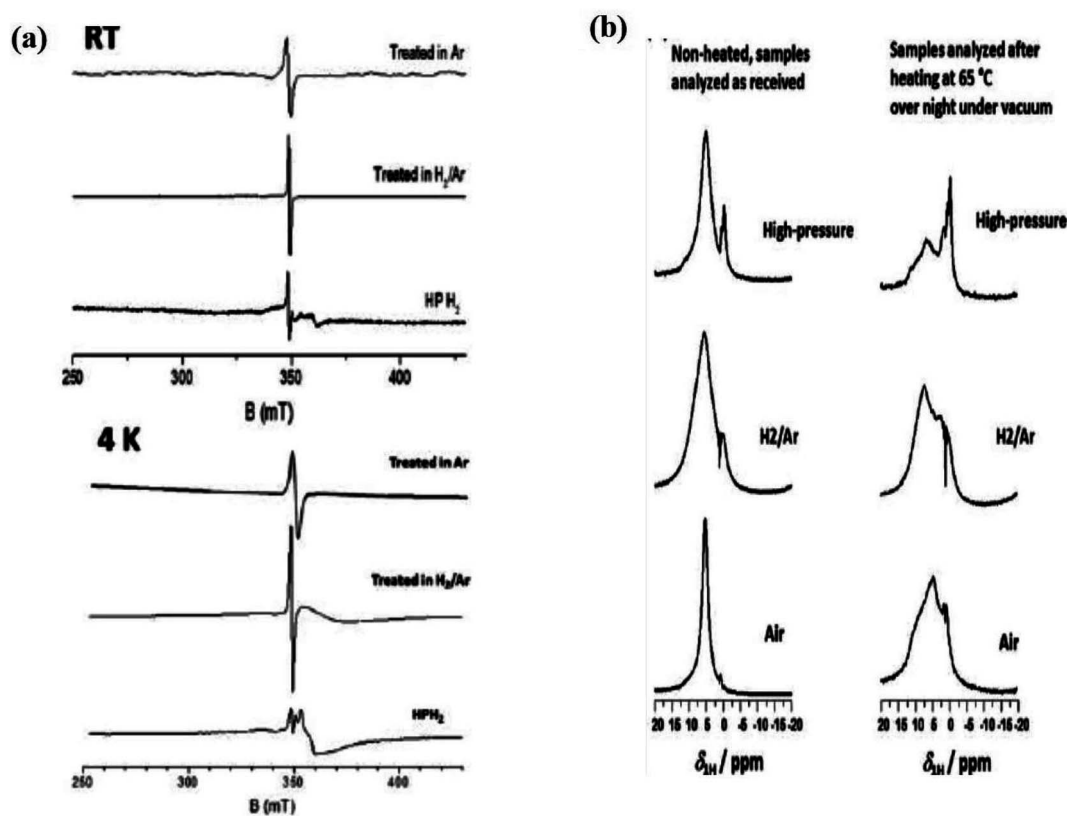 (a)
RT
Treated in Ar
Treated in H₂/Ar
HP H₂
250 300 350 400
B (mT)
4 K
Treated in Ar
Treated in H₂/Ar
HPH₂
250 300 350 400
B (mT)
(b)
Non-heated, samples
analyzed as received
High-pressure
H2/Ar
Air
20 15 10 5 0 -5 -10 -15 -20
δ1H / ppm
Samples analyzed after
heating at 65 °C
over night under vacuum
High-pressure
H2/Ar
Air
20 15 10 5 0 -5 -10 -15 -20
δ1H / ppm